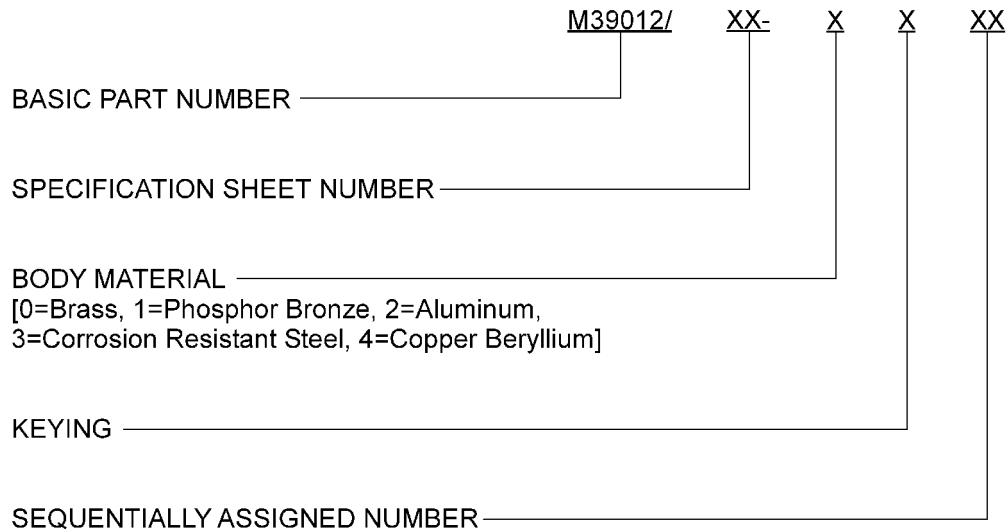 M39012/ XX- X X XX
BASIC PART NUMBER
SPECIFICATION SHEET NUMBER
BODY MATERIAL
[0=Brass, 1=Phosphor Bronze, 2=Aluminum,
3=Corrosion Resistant Steel, 4=Copper Beryllium]
KEYING
SEQUENTIALLY ASSIGNED NUMBER